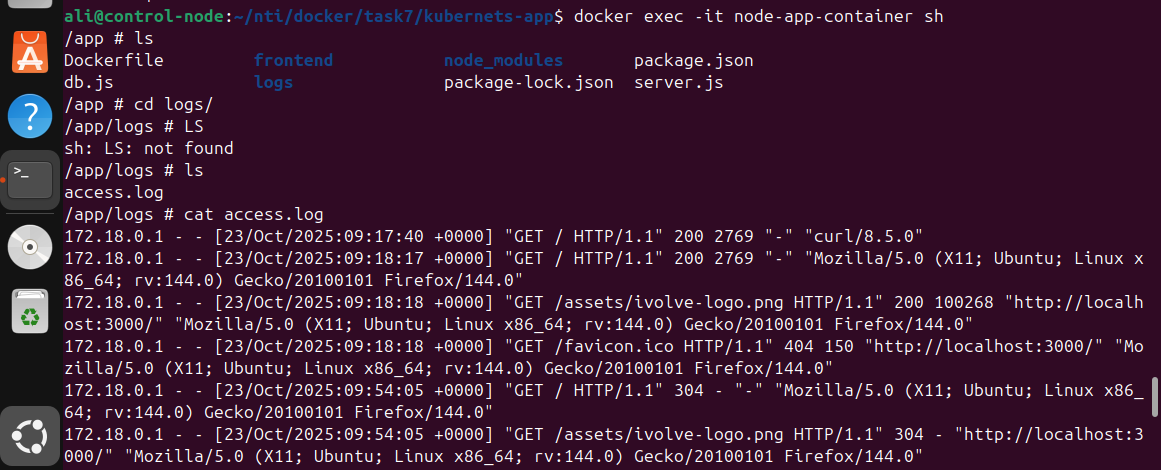 ali@control-node:~/nti/docker/task7/kubernets-app$ docker exec -it node-app-container sh
/app # ls
Dockerfile frontend node_modules package.json
db.js logs package-lock.json server.js
/app # cd logs/
/app/logs # LS
sh: LS: not found
/app/logs # ls
access.log
/app/logs # cat access.log
172.18.0.1 - - [23/Oct/2025:09:17:40 +0000] "GET / HTTP/1.1" 200 2769 "-" "curl/8.5.0"
172.18.0.1 - - [23/Oct/2025:09:18:17 +0000] "GET / HTTP/1.1" 200 2769 "-" "Mozilla/5.0 (X11; Ubuntu; Linux x
86_64; rv:144.0) Gecko/20100101 Firefox/144.0"
172.18.0.1 - - [23/Oct/2025:09:18:18 +0000] "GET /assets/ivolve-logo.png HTTP/1.1" 200 100268 "http://localh
ost:3000/" "Mozilla/5.0 (X11; Ubuntu; Linux x86_64; rv:144.0) Gecko/20100101 Firefox/144.0"
172.18.0.1 - - [23/Oct/2025:09:18:18 +0000] "GET /favicon.ico HTTP/1.1" 404 150 "http://localhost:3000/" "Mo
zilla/5.0 (X11; Ubuntu; Linux x86_64; rv:144.0) Gecko/20100101 Firefox/144.0"
172.18.0.1 - - [23/Oct/2025:09:54:05 +0000] "GET / HTTP/1.1" 304 - "-" "Mozilla/5.0 (X11; Ubuntu; Linux x86_
64; rv:144.0) Gecko/20100101 Firefox/144.0"
172.18.0.1 - - [23/Oct/2025:09:54:05 +0000] "GET /assets/ivolve-logo.png HTTP/1.1" 304 - "http://localhost:3
000/" "Mozilla/5.0 (X11; Ubuntu; Linux x86_64; rv:144.0) Gecko/20100101 Firefox/144.0"